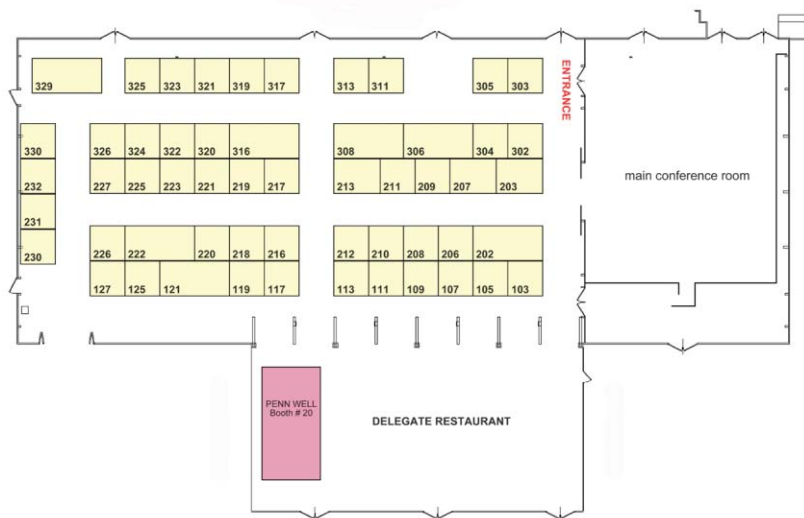 329 325 323 321 319 317 313 311 305 303
ENTRANCE
330 326 324 322 320 316 308 306 304 302
232 227 225 223 221 219 217 213 211 209 207 203
main conference room
231
230 226 222 220 218 216 212 210 208 206 202
127 125 121 119 117 113 111 109 107 105 103
PENN WELL
Booth # 20
DELEGATE RESTAURANT